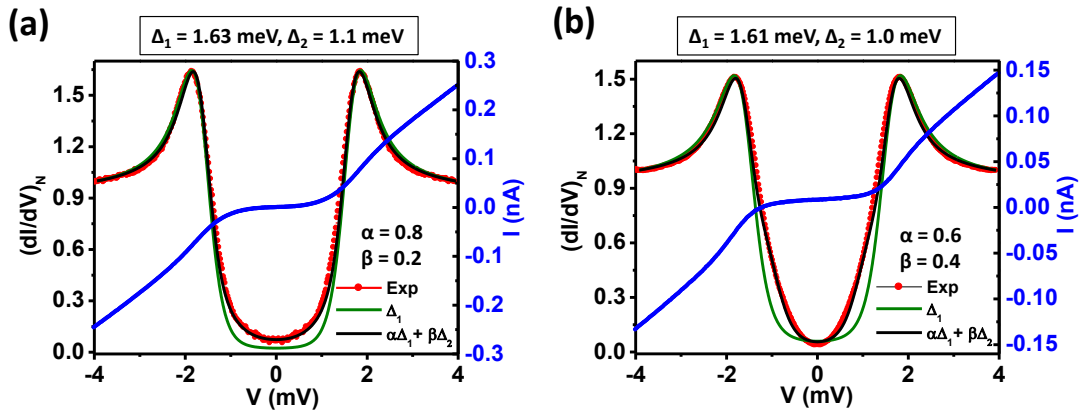 (a)
Δ₁ = 1.63 meV, Δ₂ = 1.1 meV
(dI/dV)N
1.5
1.2
0.9
0.6
0.3
0.0
-4 -2 0 2 4
V (mV)
0.3
0.2
0.1
0.0
-0.1
-0.2
-0.3
I (nA)
α = 0.8
β = 0.2
Exp
Δ₁
αΔ₁ + βΔ₂
(b)
Δ₁ = 1.61 meV, Δ₂ = 1.0 meV
(dI/dV)N
1.5
1.2
0.9
0.6
0.3
0.0
-4 -2 0 2 4
V (mV)
0.15
0.10
0.05
0.00
-0.05
-0.10
-0.15
I (nA)
α = 0.6
β = 0.4
Exp
Δ₁
αΔ₁ + βΔ₂